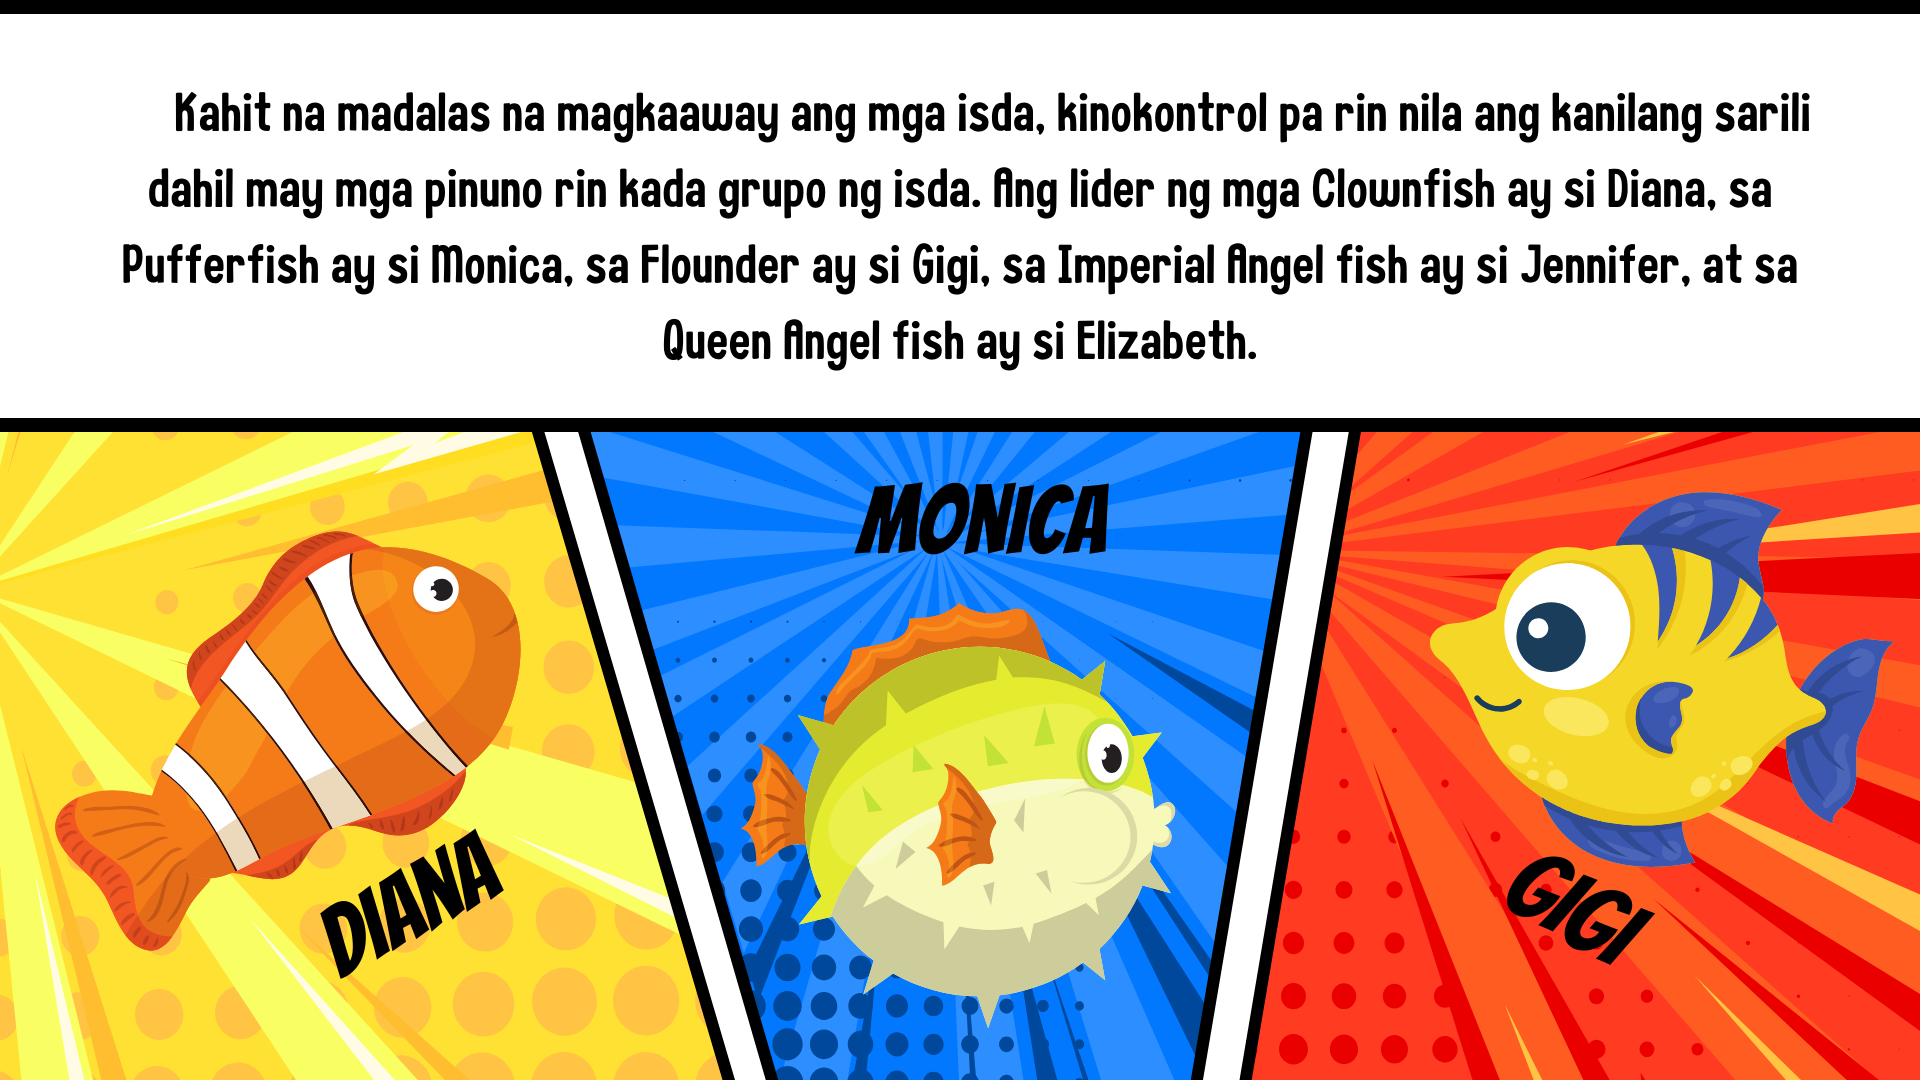 Kahit na madalas na magkaaway ang mga isda, kinokontrol pa rin nila ang kanilang sarili
dahil may mga pinuno rin kada grupo ng isda. Ang lider ng mga Clownfish ay si Diana, sa
Pufferfish ay si Monica, sa Flounder ay si Gigi, sa Imperial Angel fish ay si Jennifer, at sa
Queen Angel fish ay si Elizabeth.
DIANA
MONICA
GIGI